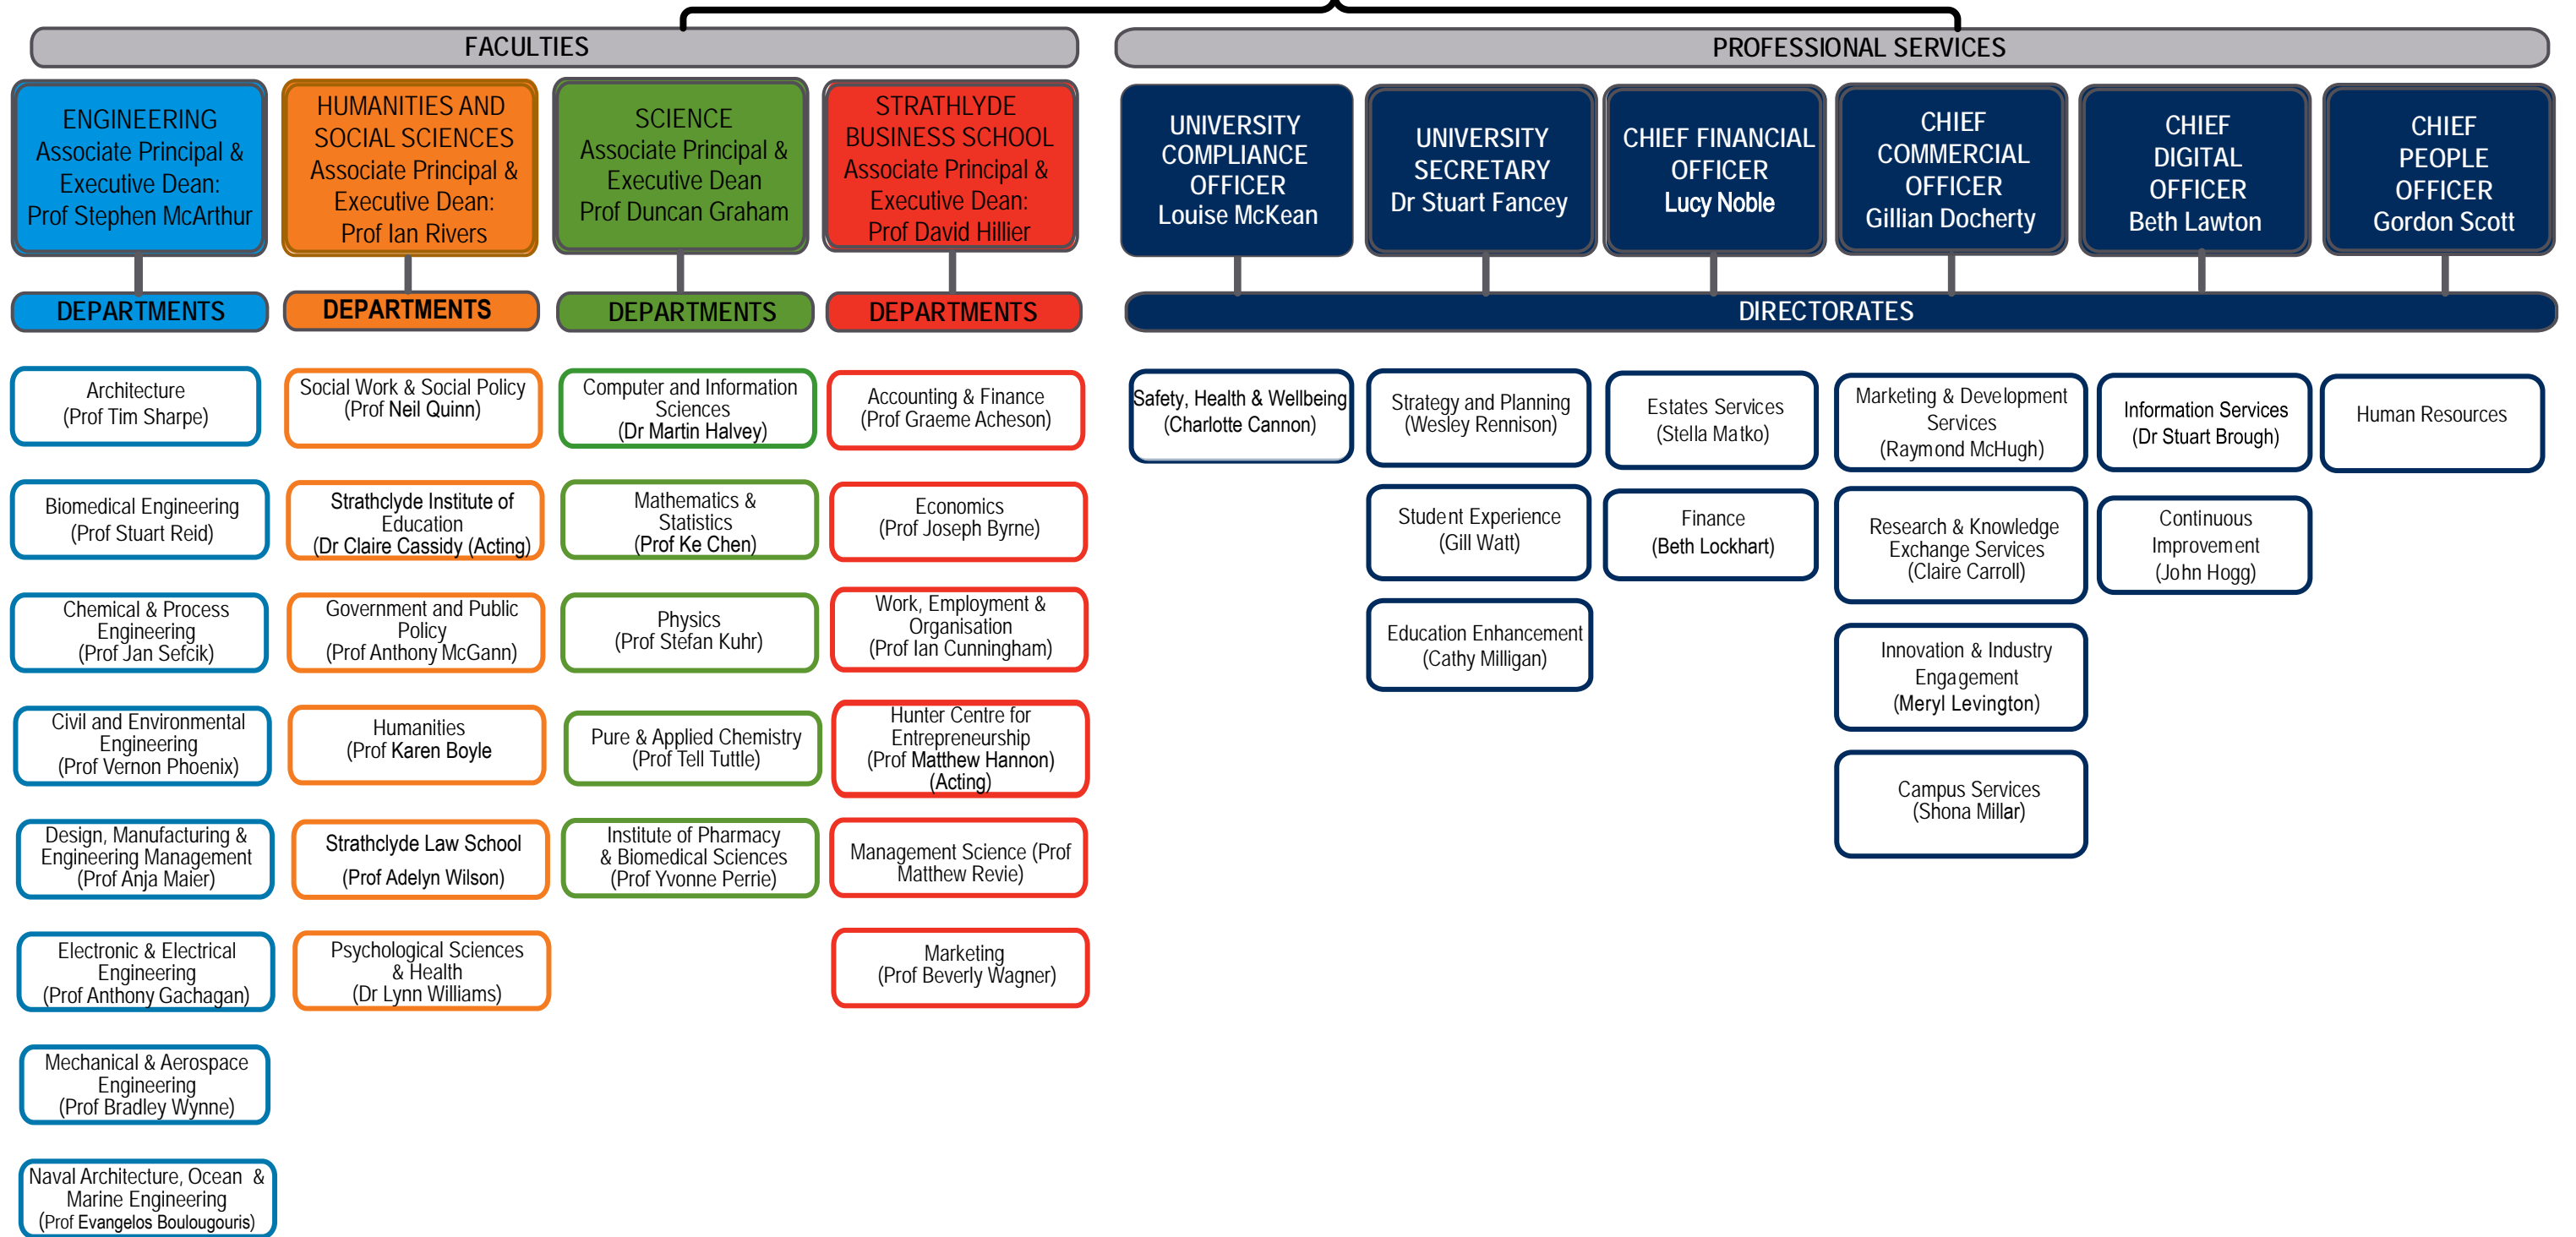 FACULTIES
ENGINEERING
Associate Principal &
Executive Dean:
Prof Stephen McArthur
DEPARTMENTS
Architecture
(Prof Tim Sharpe)
Biomedical Engineering
(Prof Stuart Reid)
Chemical & Process
Engineering
(Prof Jan Sefcik)
Civil and Environmental
Engineering
(Prof Vernon Phoenix)
Design, Manufacturing &
Engineering Management
(Prof Anja Maier)
Electronic & Electrical
Engineering
(Prof Anthony Gachagan)
Mechanical & Aerospace
Engineering
(Prof Bradley Wynne)
Naval Architecture, Ocean &
Marine Engineering
(Prof Evangelos Boulougouris)
HUMANITIES AND
SOCIAL SCIENCES
Associate Principal &
Executive Dean:
Prof Ian Rivers
DEPARTMENTS
Social Work & Social Policy
(Prof Neil Quinn)
Strathclyde Institute of
Education
(Dr Claire Cassidy (Acting)
Government and Public
Policy
(Prof Anthony McGann)
Humanities
(Prof Karen Boyle
Strathclyde Law School
(Prof Adelyn Wilson)
Psychological Sciences
& Health
(Dr Lynn Williams)
SCIENCE
Associate Principal &
Executive Dean
Prof Duncan Graham
DEPARTMENTS
Computer and Information
Sciences
(Dr Martin Halvey)
Mathematics &
Statistics
(Prof Ke Chen)
Physics
(Prof Stefan Kuhr)
Pure & Applied Chemistry
(Prof Tell Tuttle)
Institute of Pharmacy
& Biomedical Sciences
(Prof Yvonne Perrie)
STRATHLYDE
BUSINESS SCHOOL
Associate Principal &
Executive Dean:
Prof David Hillier
DEPARTMENTS
Accounting & Finance
(Prof Graeme Acheson)
Economics
(Prof Joseph Byrne)
Work, Employment &
Organisation
(Prof Ian Cunningham)
Hunter Centre for
Entrepreneurship
(Prof Matthew Hannon)
(Acting)
Management Science (Prof
Matthew Revie)
Marketing
(Prof Beverly Wagner)
PROFESSIONAL SERVICES
UNIVERSITY
COMPLIANCE
OFFICER
Louise McKean
UNIVERSITY
SECRETARY
Dr Stuart Fancey
CHIEF FINANCIAL
OFFICER
Lucy Noble
CHIEF
COMMERCIAL
OFFICER
Gillian Docherty
CHIEF
DIGITAL
OFFICER
Beth Lawton
CHIEF
PEOPLE
OFFICER
Gordon Scott
DIRECTORATES
Safety, Health & Wellbeing
(Charlotte Cannon)
Strategy and Planning
(Wesley Rennison)
Student Experience
(Gill Watt)
Education Enhancement
(Cathy Milligan)
Estates Services
(Stella Matko)
Finance
(Beth Lockhart)
Marketing & Development
Services
(Raymond McHugh)
Research & Knowledge
Exchange Services
(Claire Carroll)
Innovation & Industry
Engagement
(Meryl Levington)
Campus Services
(Shona Millar)
Information Services
(Dr Stuart Brough)
Continuous
Improvement
(John Hogg)
Human Resources